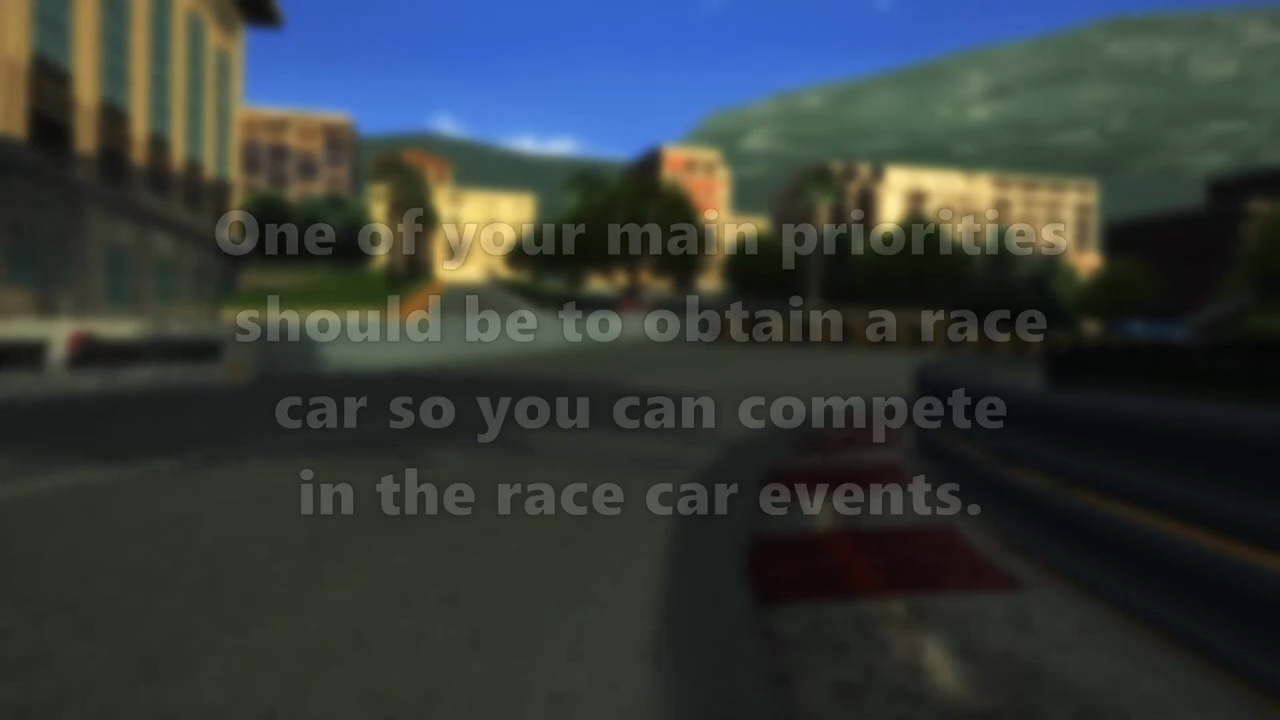 One of your main priorities
should be to obtain a race
car so you can compete
in the race car events.